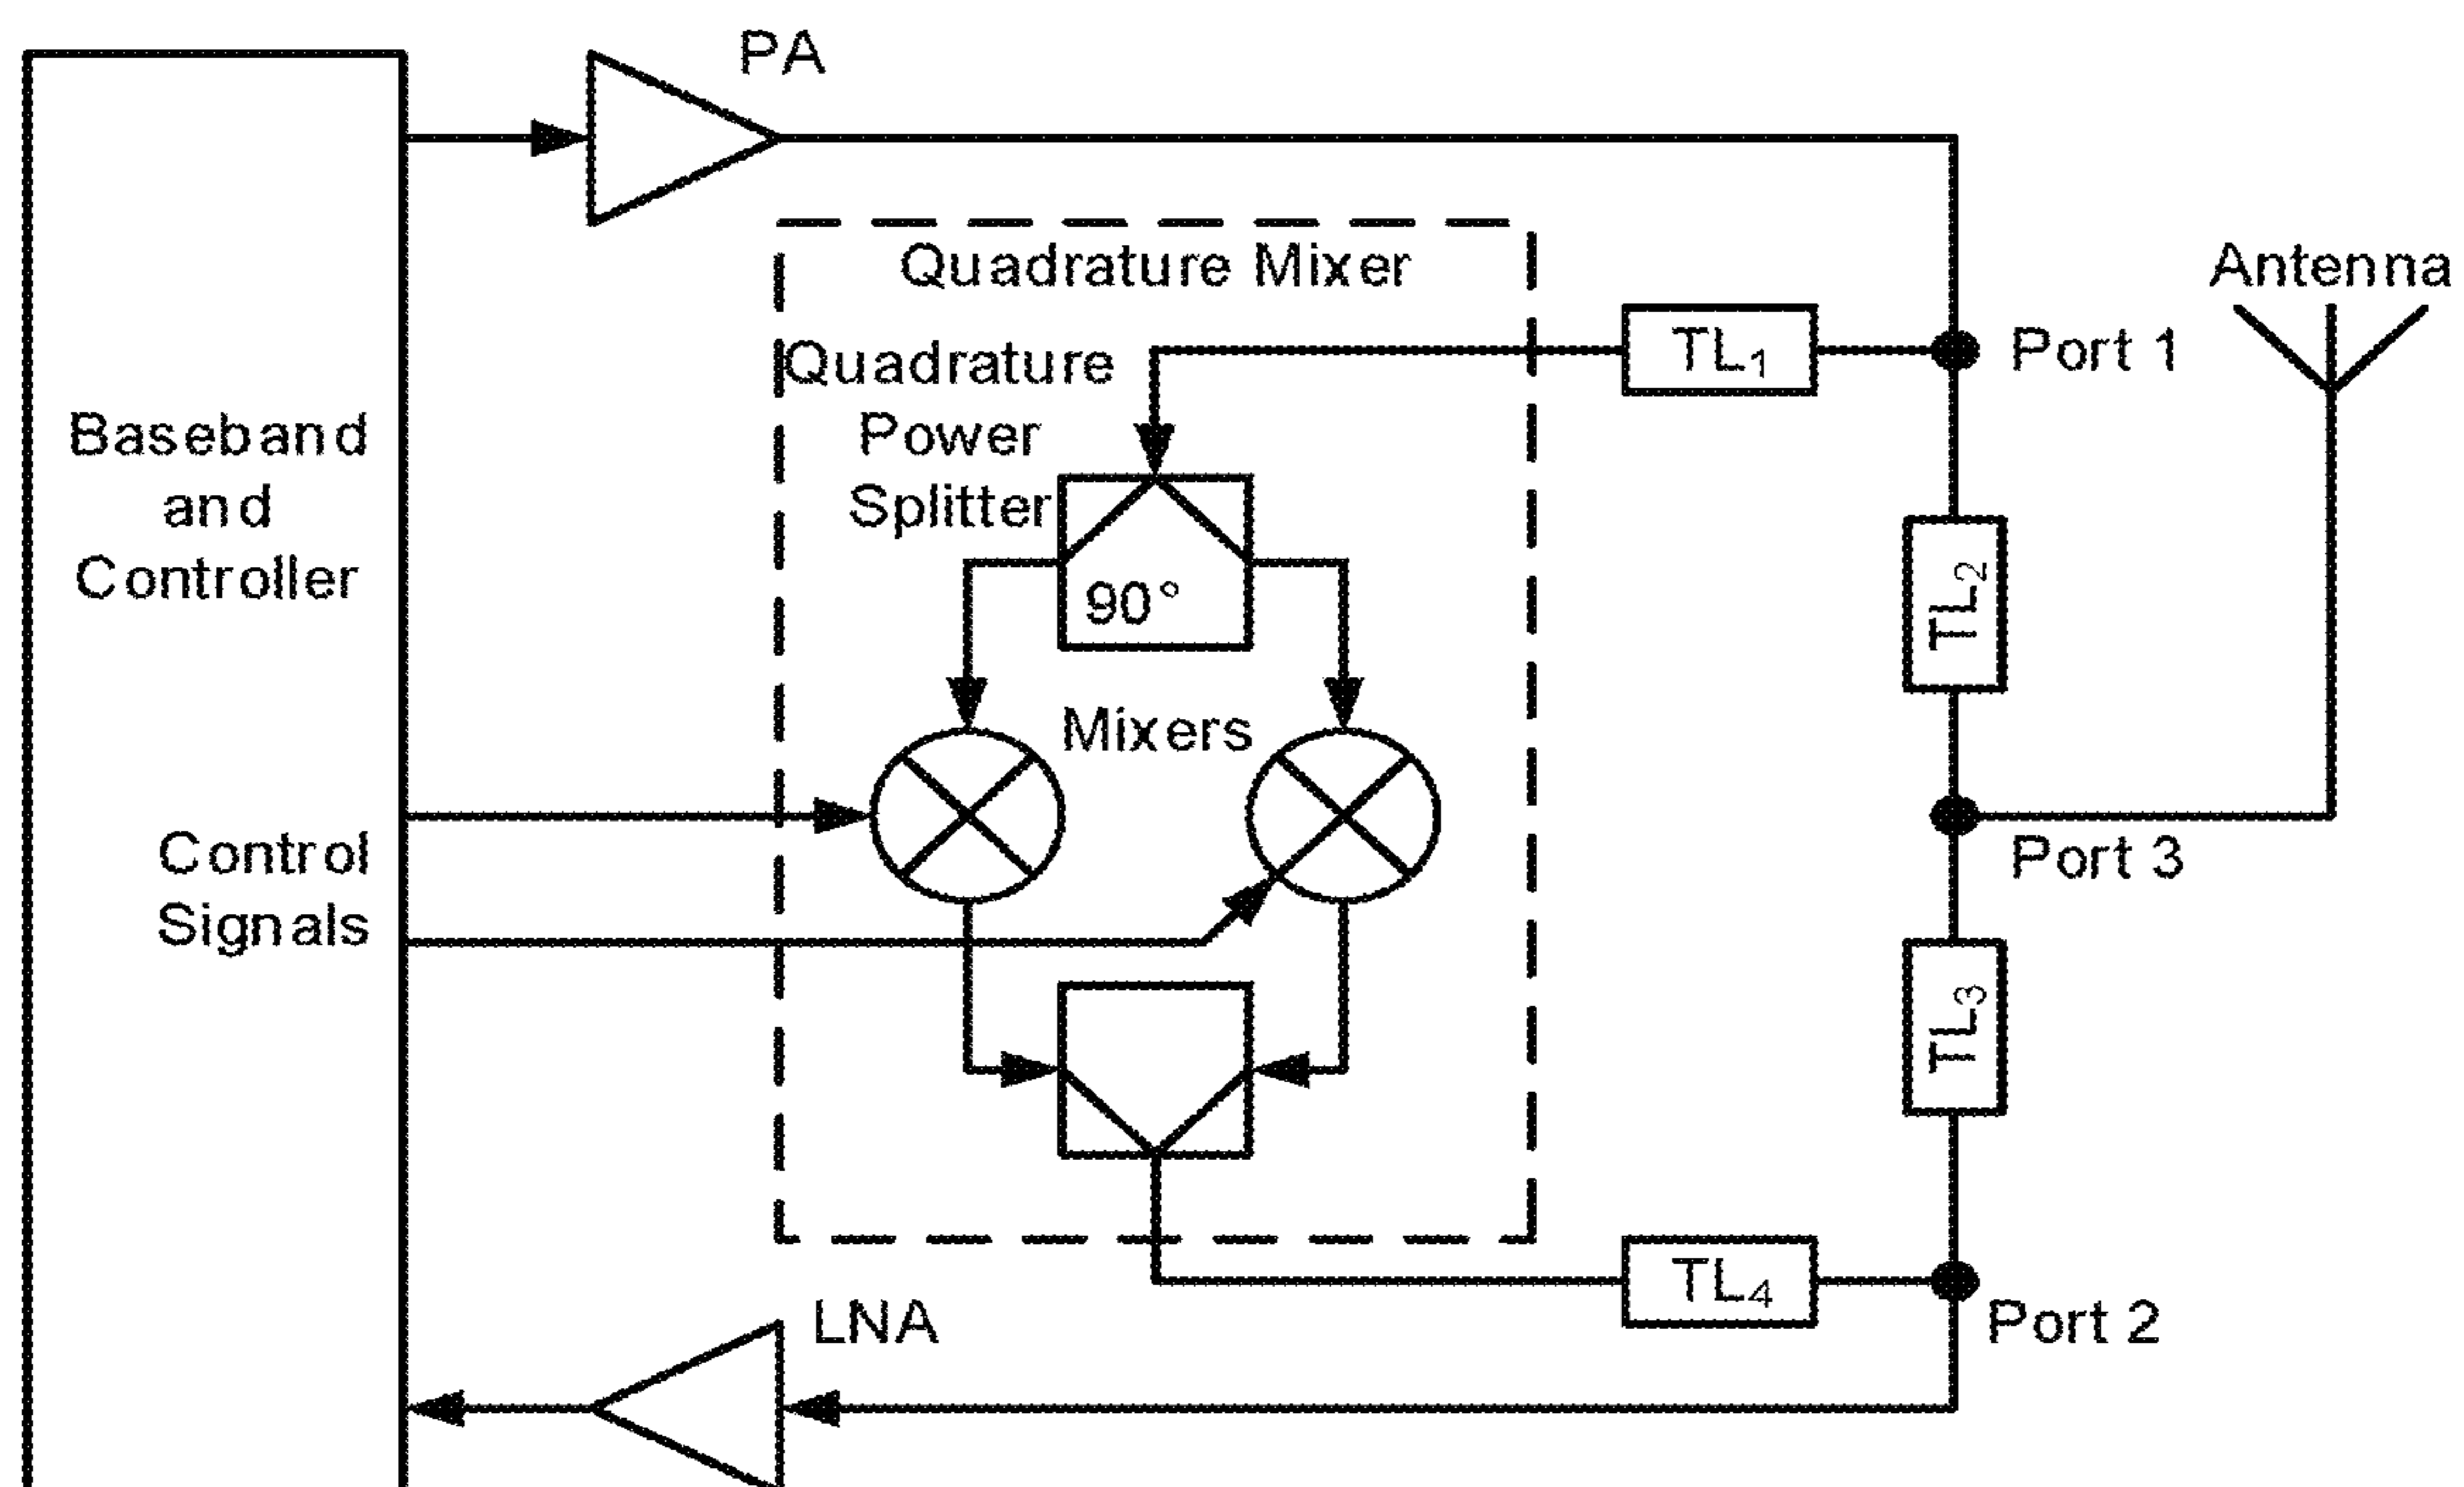 PA
Quadrature Mixer
Antenna
Quadrature
Power
Splitter
TL₁
Port 1
Baseband
and
Controller
90°
TL₂
Mixers
Control
Signals
Port 3
TL₃
TL₄
LNA
Port 2